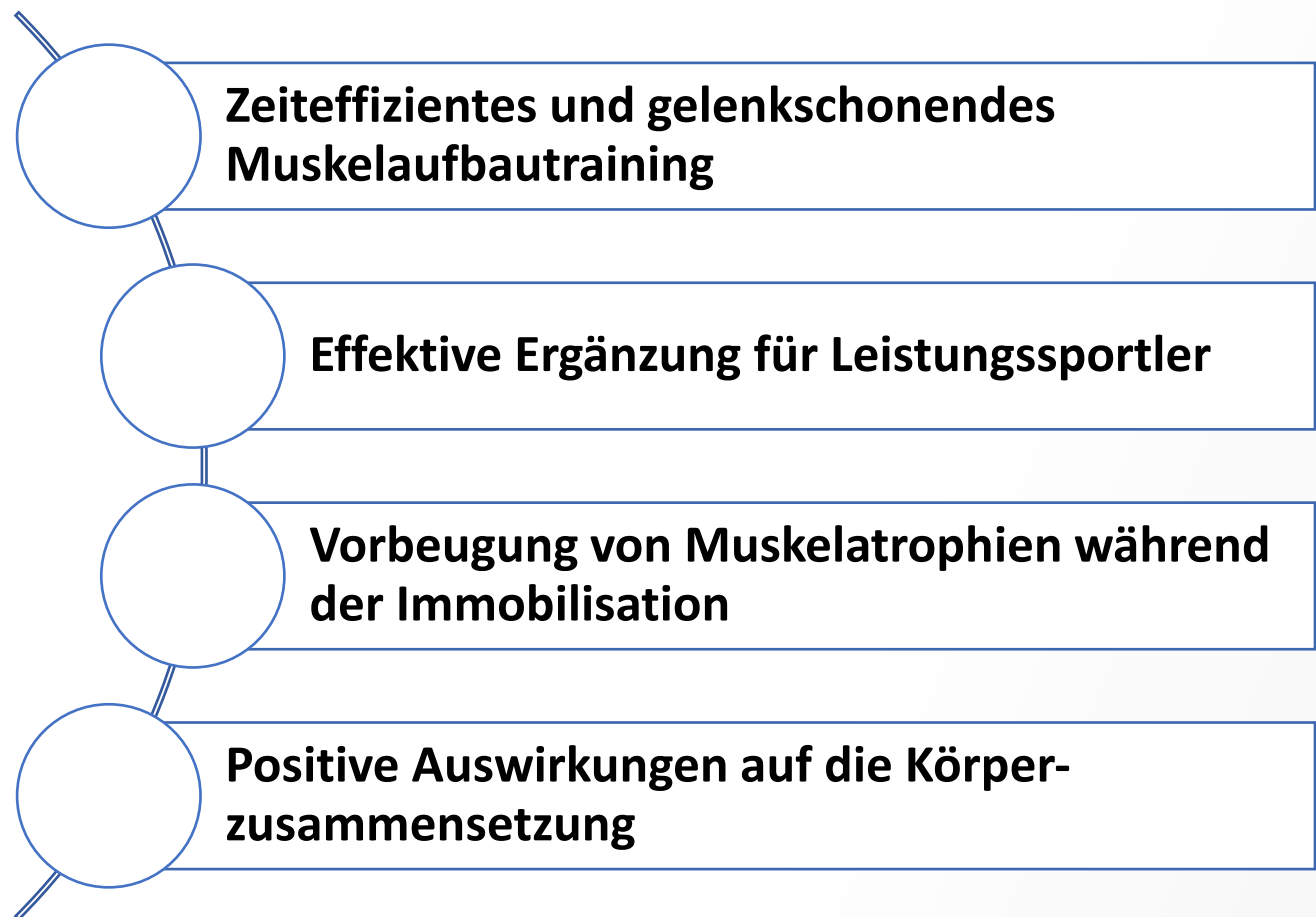 Zeiteffizientes und gelenkschonendes
Muskelaufbautraining
Effektive Ergänzung für Leistungssportler
Vorbeugung von Muskelatrophien während
der Immobilisation
Positive Auswirkungen auf die Körper-
zusammensetzung